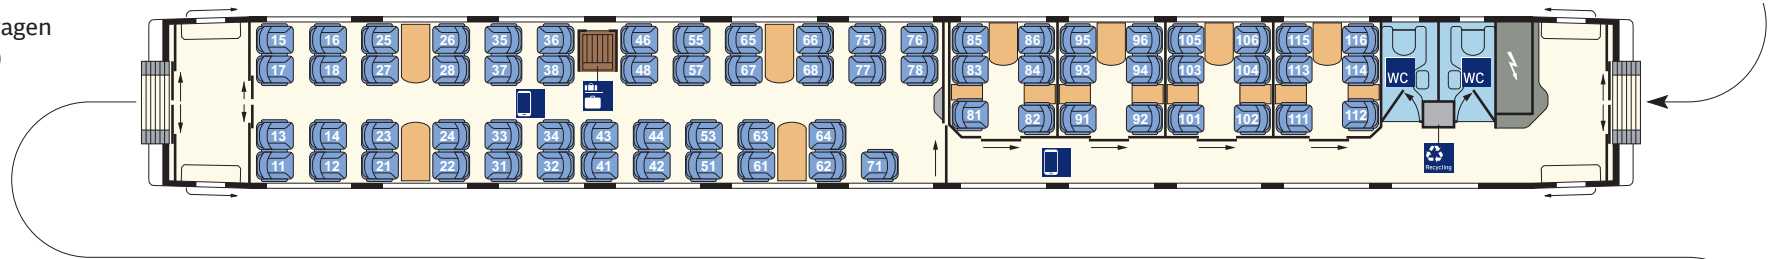 agen
)
15 16 25 26 35 36 46 55 65 66 75 76 85 86 95 96 105 106 115 116
17 18 27 28 37 38 48 57 67 68 77 78 83 84 93 94 103 104 113 114 WC WC
81 82 91 92 101 102 111 112
13 14 23 24 33 34 43 44 53 63 64
11 12 21 22 31 32 41 42 51 61 62 71
Recycling